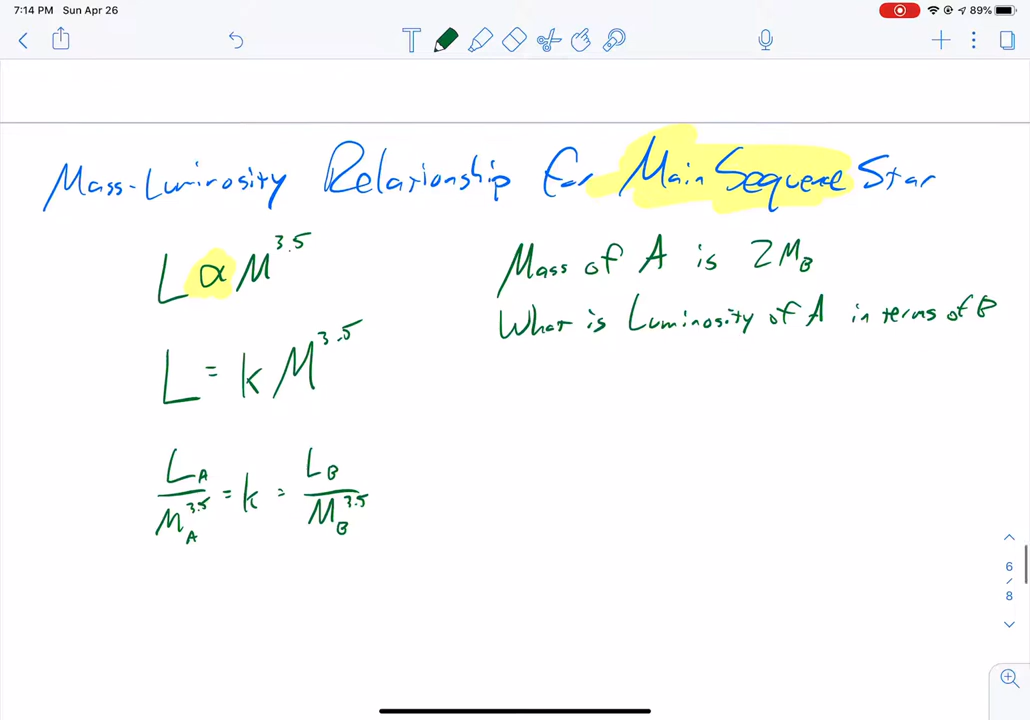 7:14 PM Sun Apr 26
89%
Mass-Luminosity Relationship For Main Sequence Star
L ∝ M^3.5
Mass of A is 2M_B
What is Luminosity of A in terms of B
L = k M^3.5
L_A / M_A^3.5 = k = L_B / M_B^3.5
6
/
8